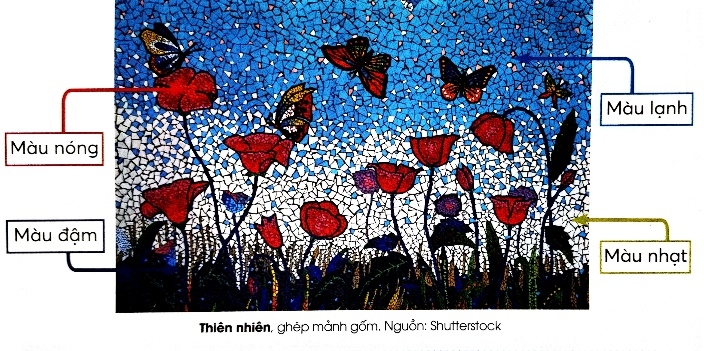 Màu lạnh
Màu nóng
Màu đậm
Màu nhạt
Thiên nhiên, ghép mảnh gốm. Nguồn: Shutterstock